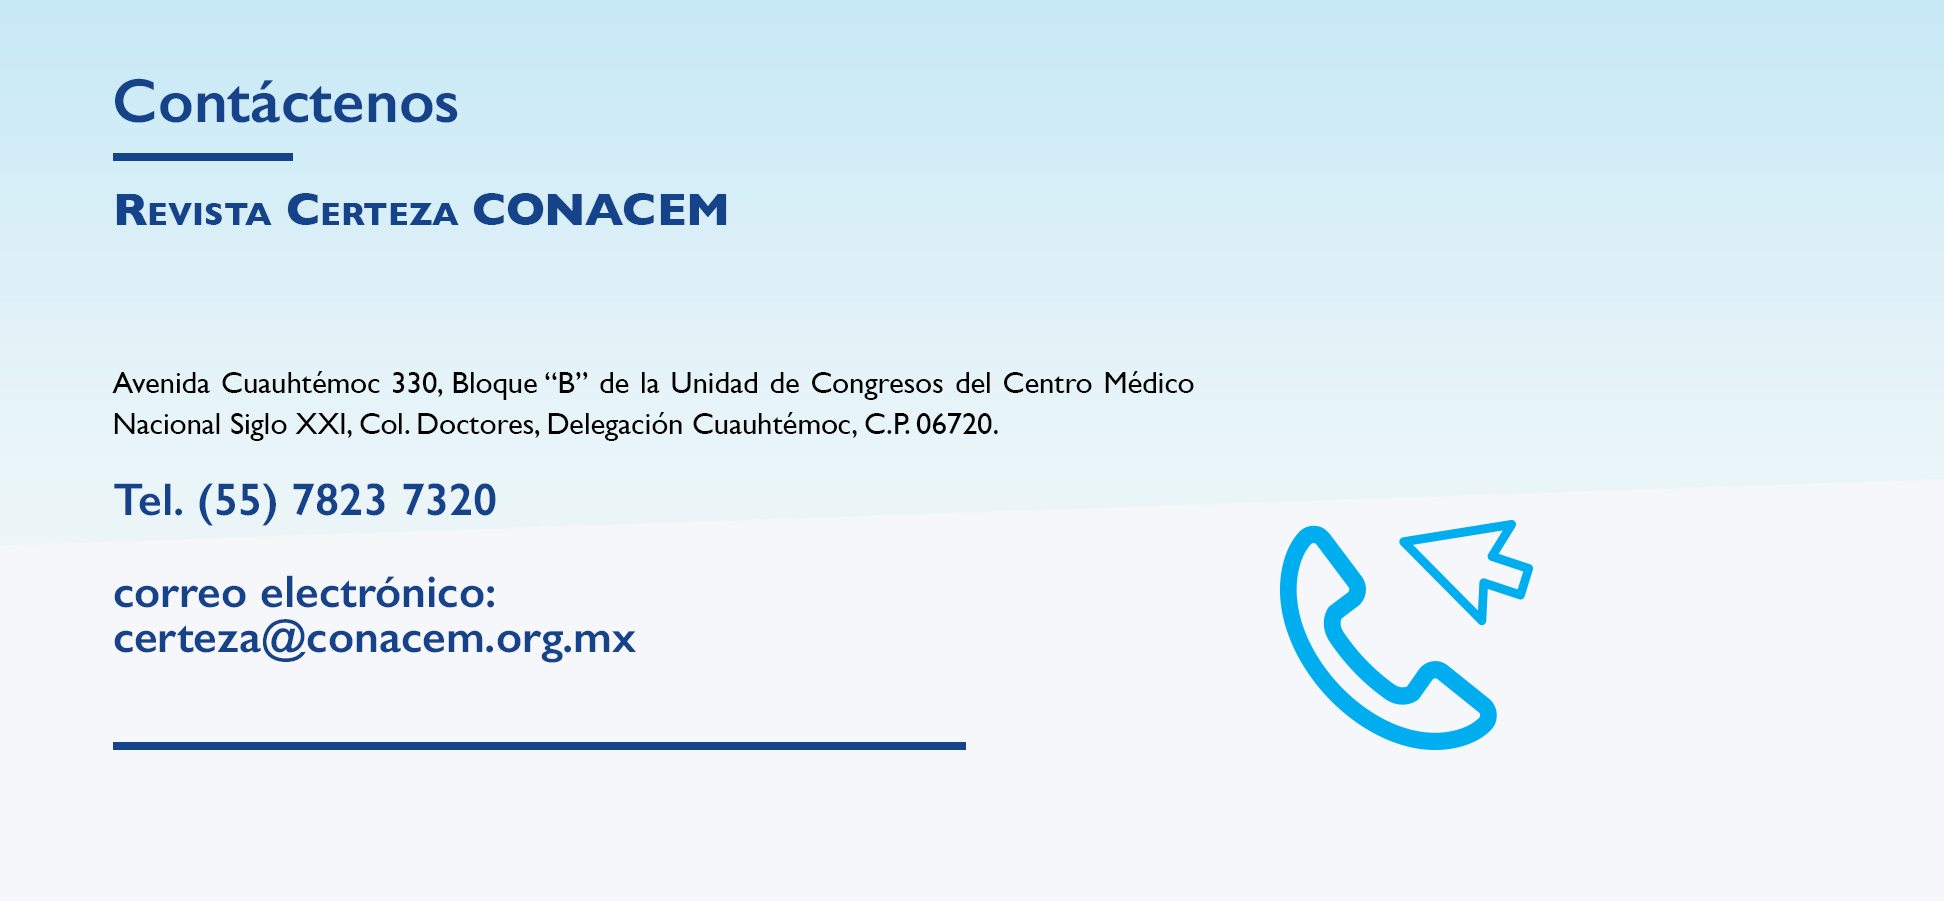 Contáctenos
Revista Certeza CONACEM
Avenida Cuauhtémoc 330, Bloque “B” de la Unidad de Congresos del Centro Médico
Nacional Siglo XXI, Col. Doctores, Delegación Cuauhtémoc, C.P. 06720.
Tel. (55) 7823 7320
correo electrónico:
certeza@conacem.org.mx